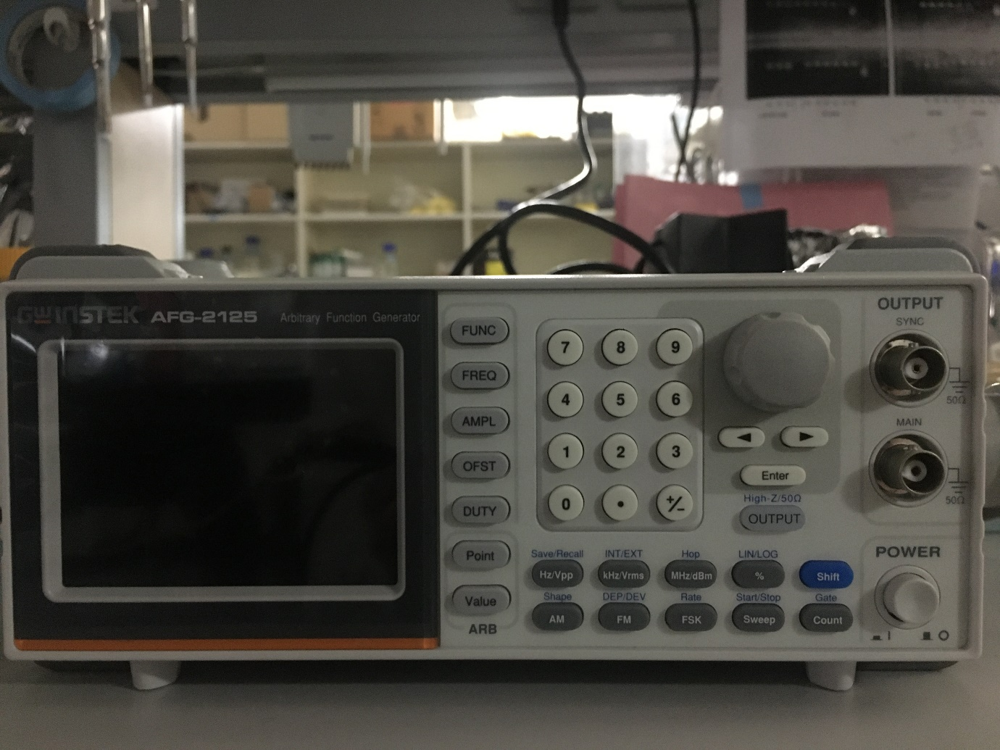 GWINSTEK AFG-2125 Arbitrary Function Generator
FUNC
FREQ
AMPL
OFST
DUTY
Point
Value
ARB
7 8 9
4 5 6
1 2 3
0 • +/-
◄ ►
Enter
High-Z/50Ω
OUTPUT
Save/Recall INT/EXT Hop LIN/LOG
Hz/Vpp kHz/Vrms MHz/dBm % Shift
Shape DEP/DEV Rate Start/Stop Gate
AM FM FSK Sweep Count
OUTPUT
SYNC
50Ω
MAIN
50Ω
POWER